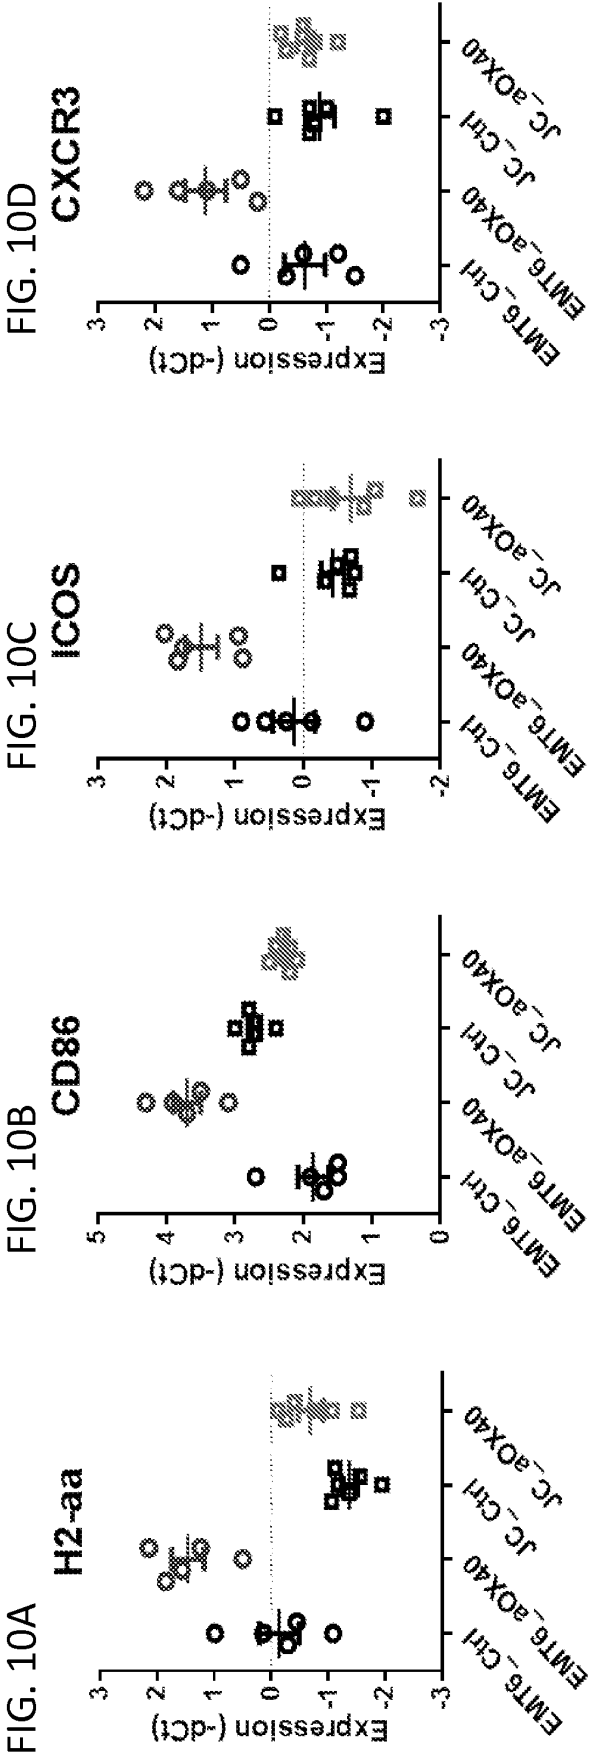 FIG. 10A
H2-aa
Expression (-dCt)
3
2
1
0
-1
-2
-3
EMT6_Ctrl
EMT6_aOX40
JC_Ctrl
JC_aOX40
FIG. 10B
CD86
Expression (-dCt)
5
4
3
2
1
0
EMT6_Ctrl
EMT6_aOX40
JC_Ctrl
JC_aOX40
FIG. 10C
ICOS
Expression (-dCt)
3
2
1
0
-1
-2
EMT6_Ctrl
EMT6_aOX40
JC_Ctrl
JC_aOX40
FIG. 10D
CXCR3
Expression (-dCt)
3
2
1
0
-1
-2
-3
EMT6_Ctrl
EMT6_aOX40
JC_Ctrl
JC_aOX40